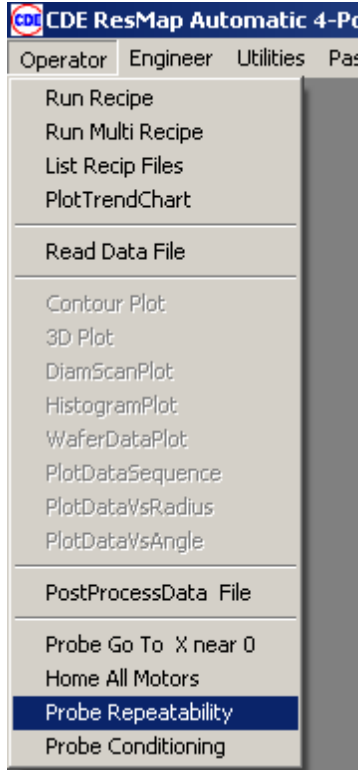 CDE CDE ResMap Automatic 4-Po
Operator Engineer Utilities Pas
Run Recipe
Run Multi Recipe
List Recip Files
PlotTrendChart
Read Data File
Contour Plot
3D Plot
DiamScanPlot
HistogramPlot
WaferDataPlot
PlotDataSequence
PlotDataVsRadius
PlotDataVsAngle
PostProcessData File
Probe Go To X near 0
Home All Motors
Probe Repeatability
Probe Conditioning